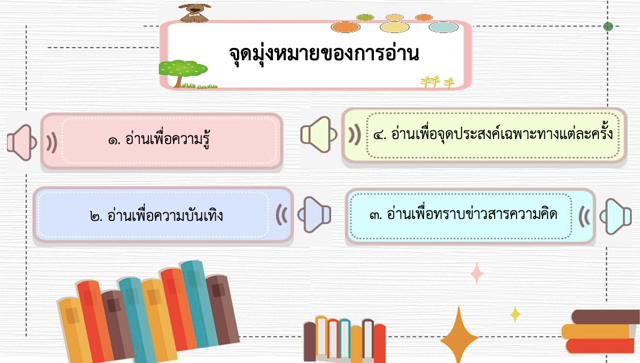 จุดมุ่งหมายของการอ่าน
๑. อ่านเพื่อความรู้
๒. อ่านเพื่อความบันเทิง
๓. อ่านเพื่อทราบข่าวสารความคิด
๔. อ่านเพื่อจุดประสงค์เฉพาะทางแต่ละครั้ง